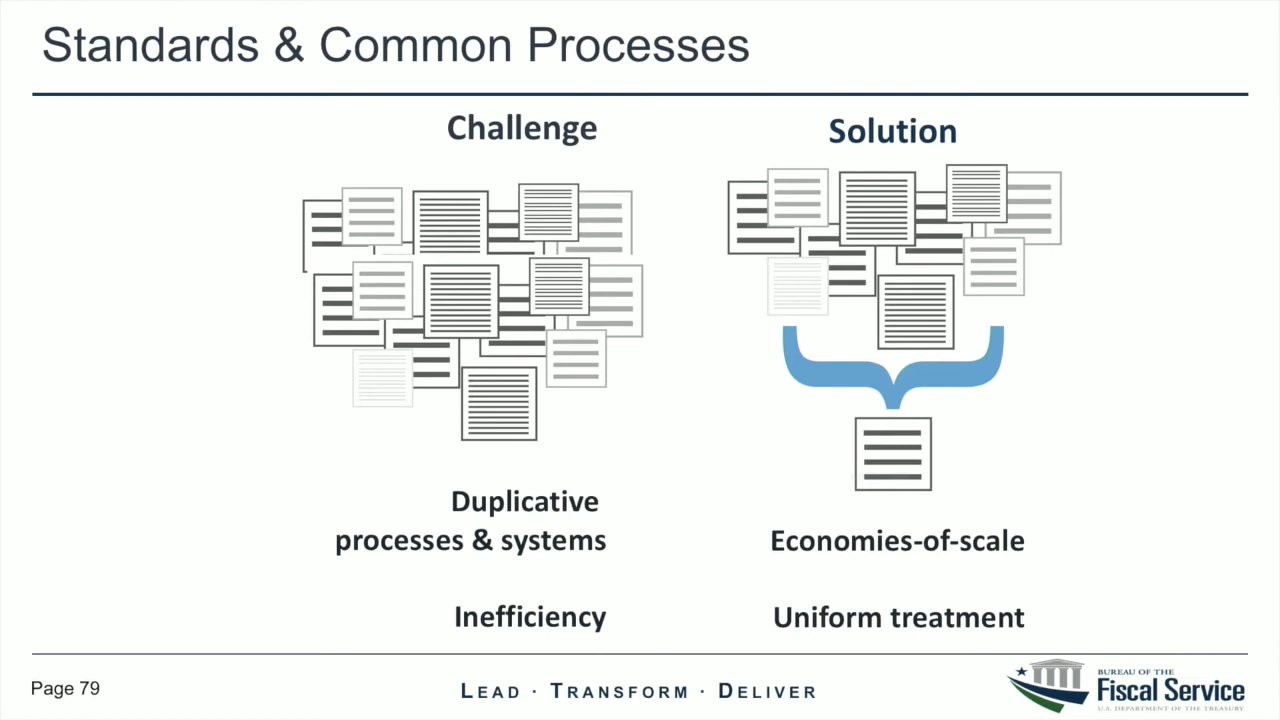 Standards & Common Processes
Challenge
Solution
Duplicative
processes & systems
Economies-of-scale
Inefficiency
Uniform treatment
Page 79
LEAD · TRANSFORM · DELIVER
BUREAU OF THE
Fiscal Service
U.S. DEPARTMENT OF THE TREASURY